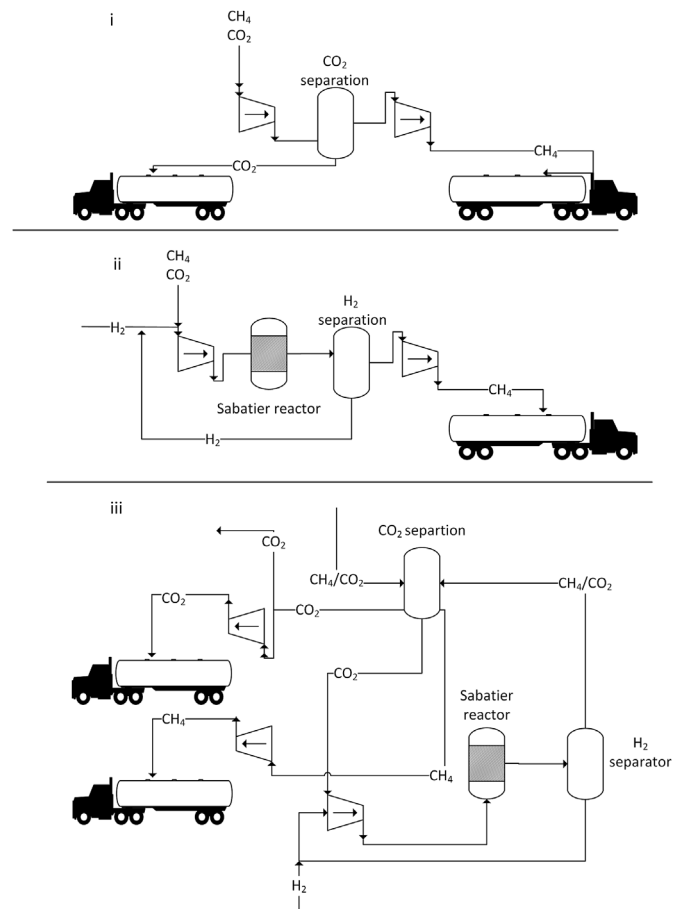 i
CH₄
CO₂
CO₂
separation
CO₂
CH₄
ii
CH₄
CO₂
H₂
H₂
separation
Sabatier reactor
CH₄
H₂
iii
CO₂ separtion
CO₂
CH₄/CO₂
CH₄/CO₂
CO₂
CO₂
CO₂
Sabatier
reactor
CH₄
H₂
separator
CH₄
H₂